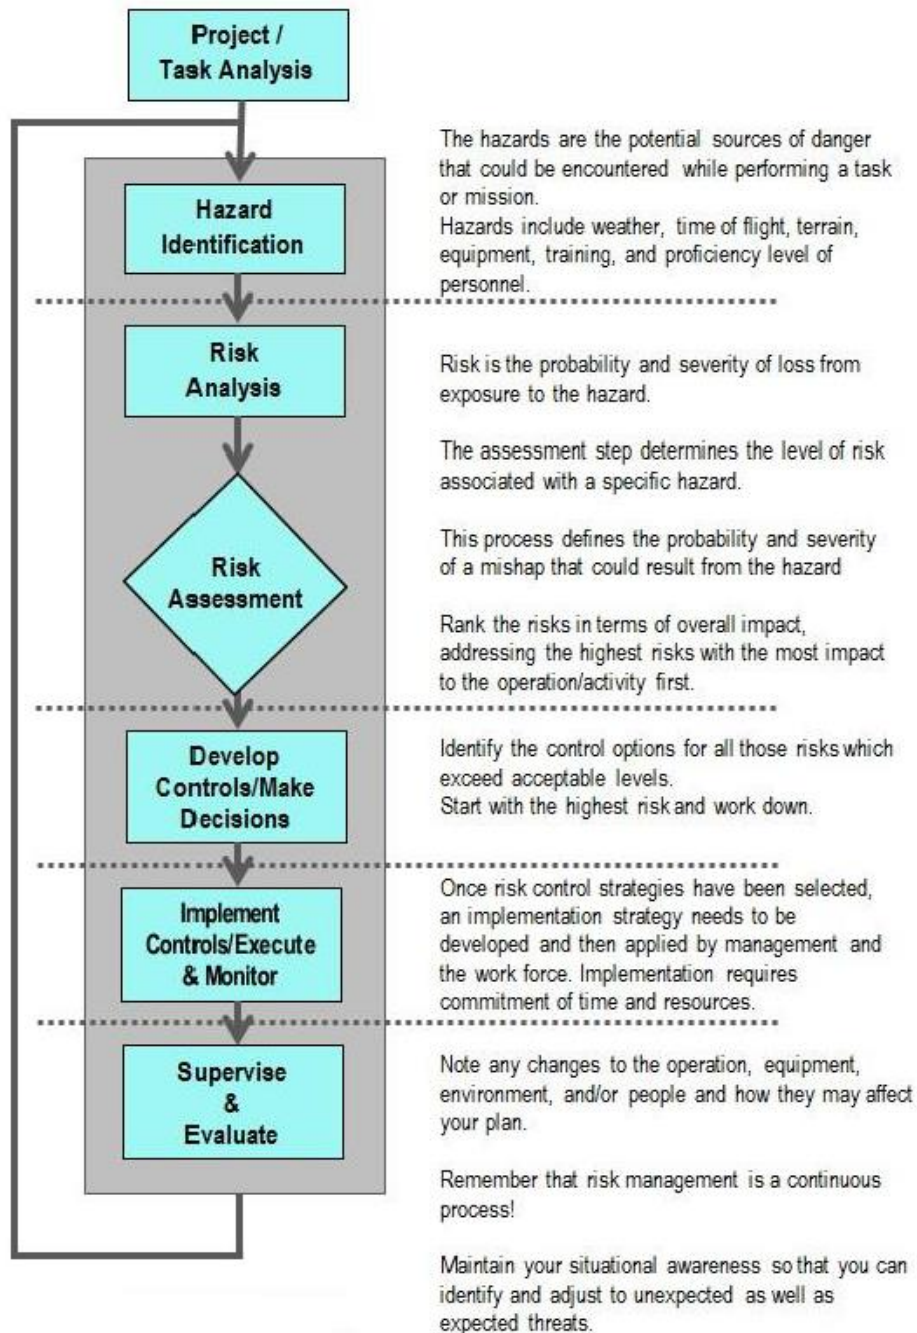 Project /
Task Analysis
Hazard
Identification
The hazards are the potential sources of danger
that could be encountered while performing a task
or mission.
Hazards include weather, time of flight, terrain,
equipment, training, and proficiency level of
personnel.
Risk
Analysis
Risk is the probability and severity of loss from
exposure to the hazard.
The assessment step determines the level of risk
associated with a specific hazard.
Risk
Assessment
This process defines the probability and severity
of a mishap that could result from the hazard
Rank the risks in terms of overall impact,
addressing the highest risks with the most impact
to the operation/activity first.
Develop
Controls/Make
Decisions
Identify the control options for all those risks which
exceed acceptable levels.
Start with the highest risk and work down.
Implement
Controls/Execute
& Monitor
Once risk control strategies have been selected,
an implementation strategy needs to be
developed and then applied by management and
the work force. Implementation requires
commitment of time and resources.
Supervise
&
Evaluate
Note any changes to the operation, equipment,
environment, and/or people and how they may affect
your plan.
Remember that risk management is a continuous
process!
Maintain your situational awareness so that you can
identify and adjust to unexpected as well as
expected threats.